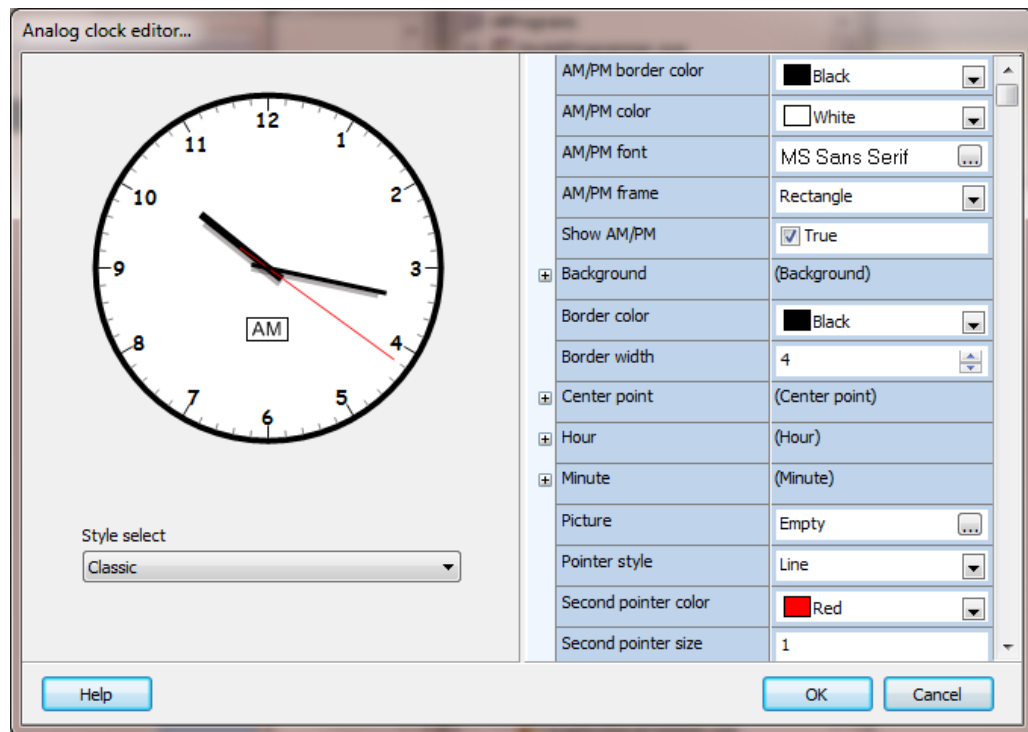 Analog clock editor...
12
11
1
10
2
9
3
AM
8
4
7
5
6
Style select
Classic
AM/PM border color Black
AM/PM color White
AM/PM font MS Sans Serif ...
AM/PM frame Rectangle
Show AM/PM True
Background (Background)
Border color Black
Border width 4
Center point (Center point)
Hour (Hour)
Minute (Minute)
Picture Empty ...
Pointer style Line
Second pointer color Red
Second pointer size 1
Help
OK
Cancel